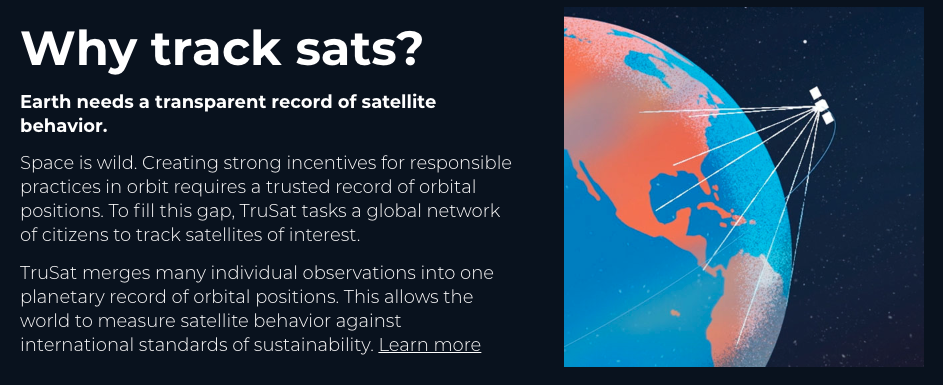 Why track sats?
Earth needs a transparent record of satellite
behavior.
Space is wild. Creating strong incentives for responsible
practices in orbit requires a trusted record of orbital
positions. To fill this gap, TruSat tasks a global network
of citizens to track satellites of interest.
TruSat merges many individual observations into one
planetary record of orbital positions. This allows the
world to measure satellite behavior against
international standards of sustainability. Learn more